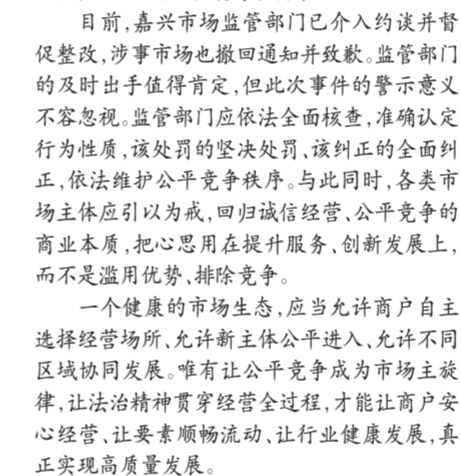 目前，嘉兴市场监管部门已介入约谈并督
促整改，涉事市场也撤回通知并致歉。监管部门
的及时出手值得肯定，但此次事件的警示意义
不容忽视。监管部门应依法全面核查，准确认定
行为性质，该处罚的坚决处罚、该纠正的全面纠
正，依法维护公平竞争秩序。与此同时，各类市
场主体应引以为戒，回归诚信经营、公平竞争的
商业本质，把心思用在提升服务、创新发展上，
而不是滥用优势、排除竞争。
一个健康的市场生态，应当允许商户自主
选择经营场所、允许新主体公平进入、允许不同
区域协同发展。唯有让公平竞争成为市场主旋
律，让法治精神贯穿经营全过程，才能让商户安
心经营、让要素顺畅流动、让行业健康发展，真
正实现高质量发展。